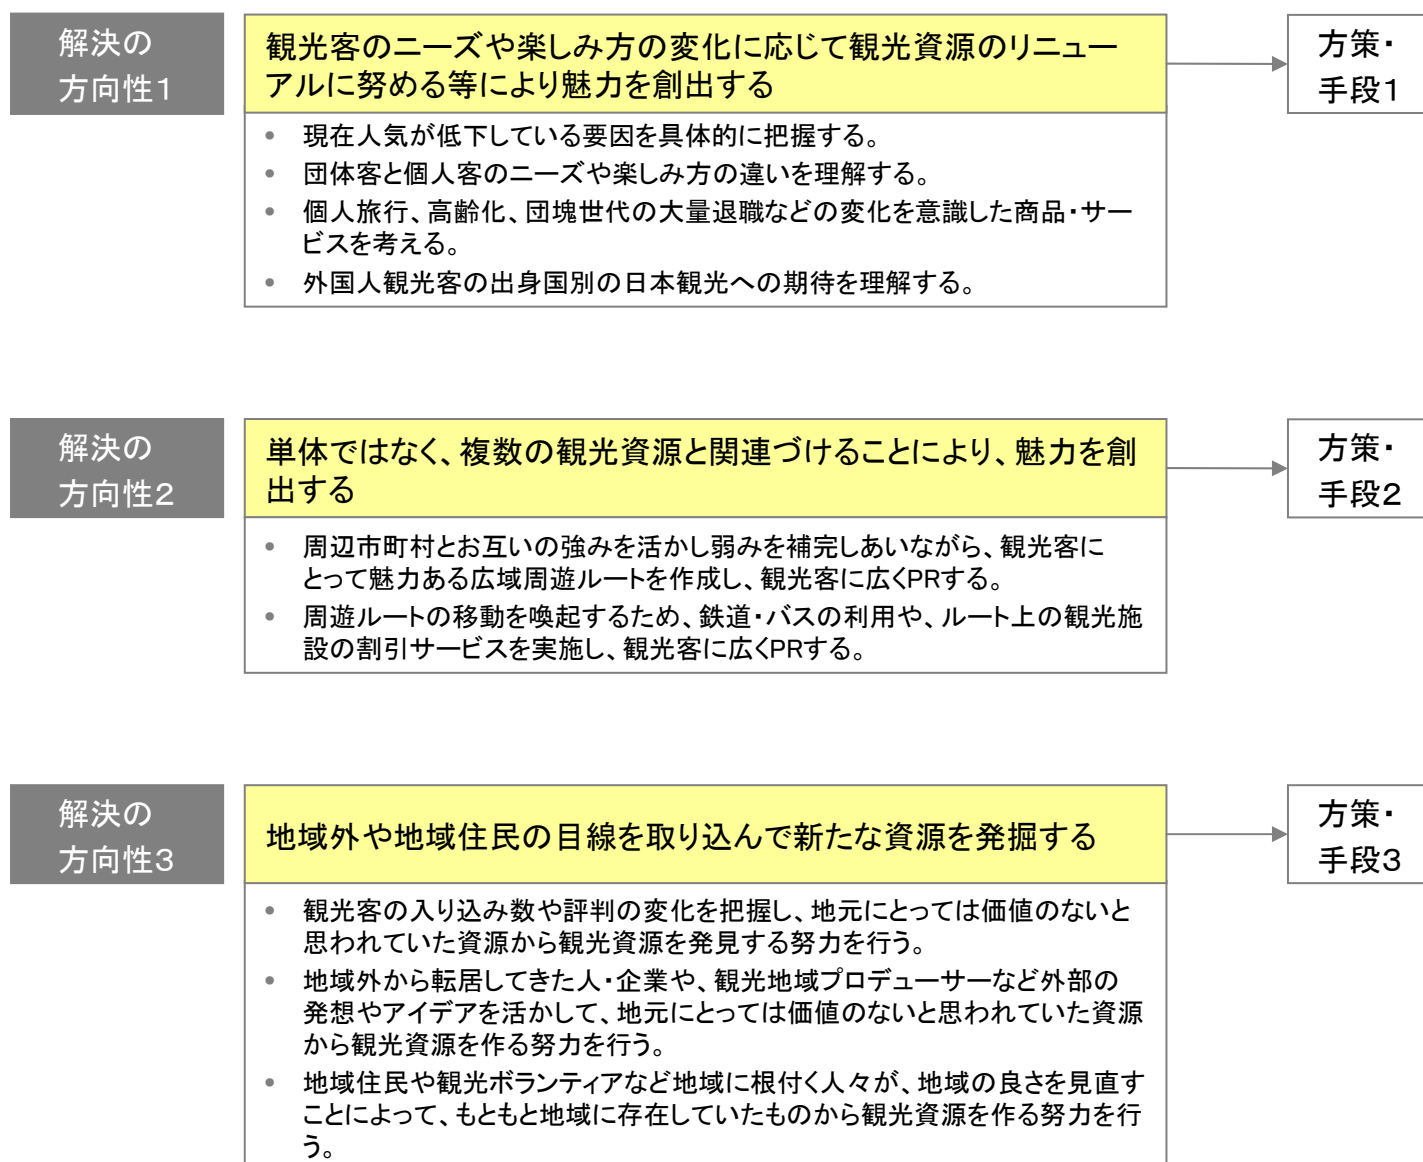 解決の
方向性1
観光客のニーズや楽しみ方の変化に応じて観光資源のリニュー
アルに努める等により魅力を創出する
方策・
手段1
• 現在人気が低下している要因を具体的に把握する。
• 団体客と個人客のニーズや楽しみ方の違いを理解する。
• 個人旅行、高齢化、団塊世代の大量退職などの変化を意識した商品・サー
ビスを考える。
• 外国人観光客の出身国別の日本観光への期待を理解する。
解決の
方向性2
単体ではなく、複数の観光資源と関連づけることにより、魅力を創
出する
方策・
手段2
• 周辺市町村とお互いの強みを活かし弱みを補完しあいながら、観光客に
とって魅力ある広域周遊ルートを作成し、観光客に広くPRする。
• 周遊ルートの移動を喚起するため、鉄道・バスの利用や、ルート上の観光施
設の割引サービスを実施し、観光客に広くPRする。
解決の
方向性3
地域外や地域住民の目線を取り込んで新たな資源を発掘する
方策・
手段3
• 観光客の入り込み数や評判の変化を把握し、地元にとっては価値のないと
思われていた資源から観光資源を発見する努力を行う。
• 地域外から転居してきた人・企業や、観光地域プロデューサーなど外部の
発想やアイデアを活かして、地元にとっては価値のないと思われていた資源
から観光資源を作る努力を行う。
• 地域住民や観光ボランティアなど地域に根付く人々が、地域の良さを見直す
ことによって、もともと地域に存在していたものから観光資源を作る努力を行
う。